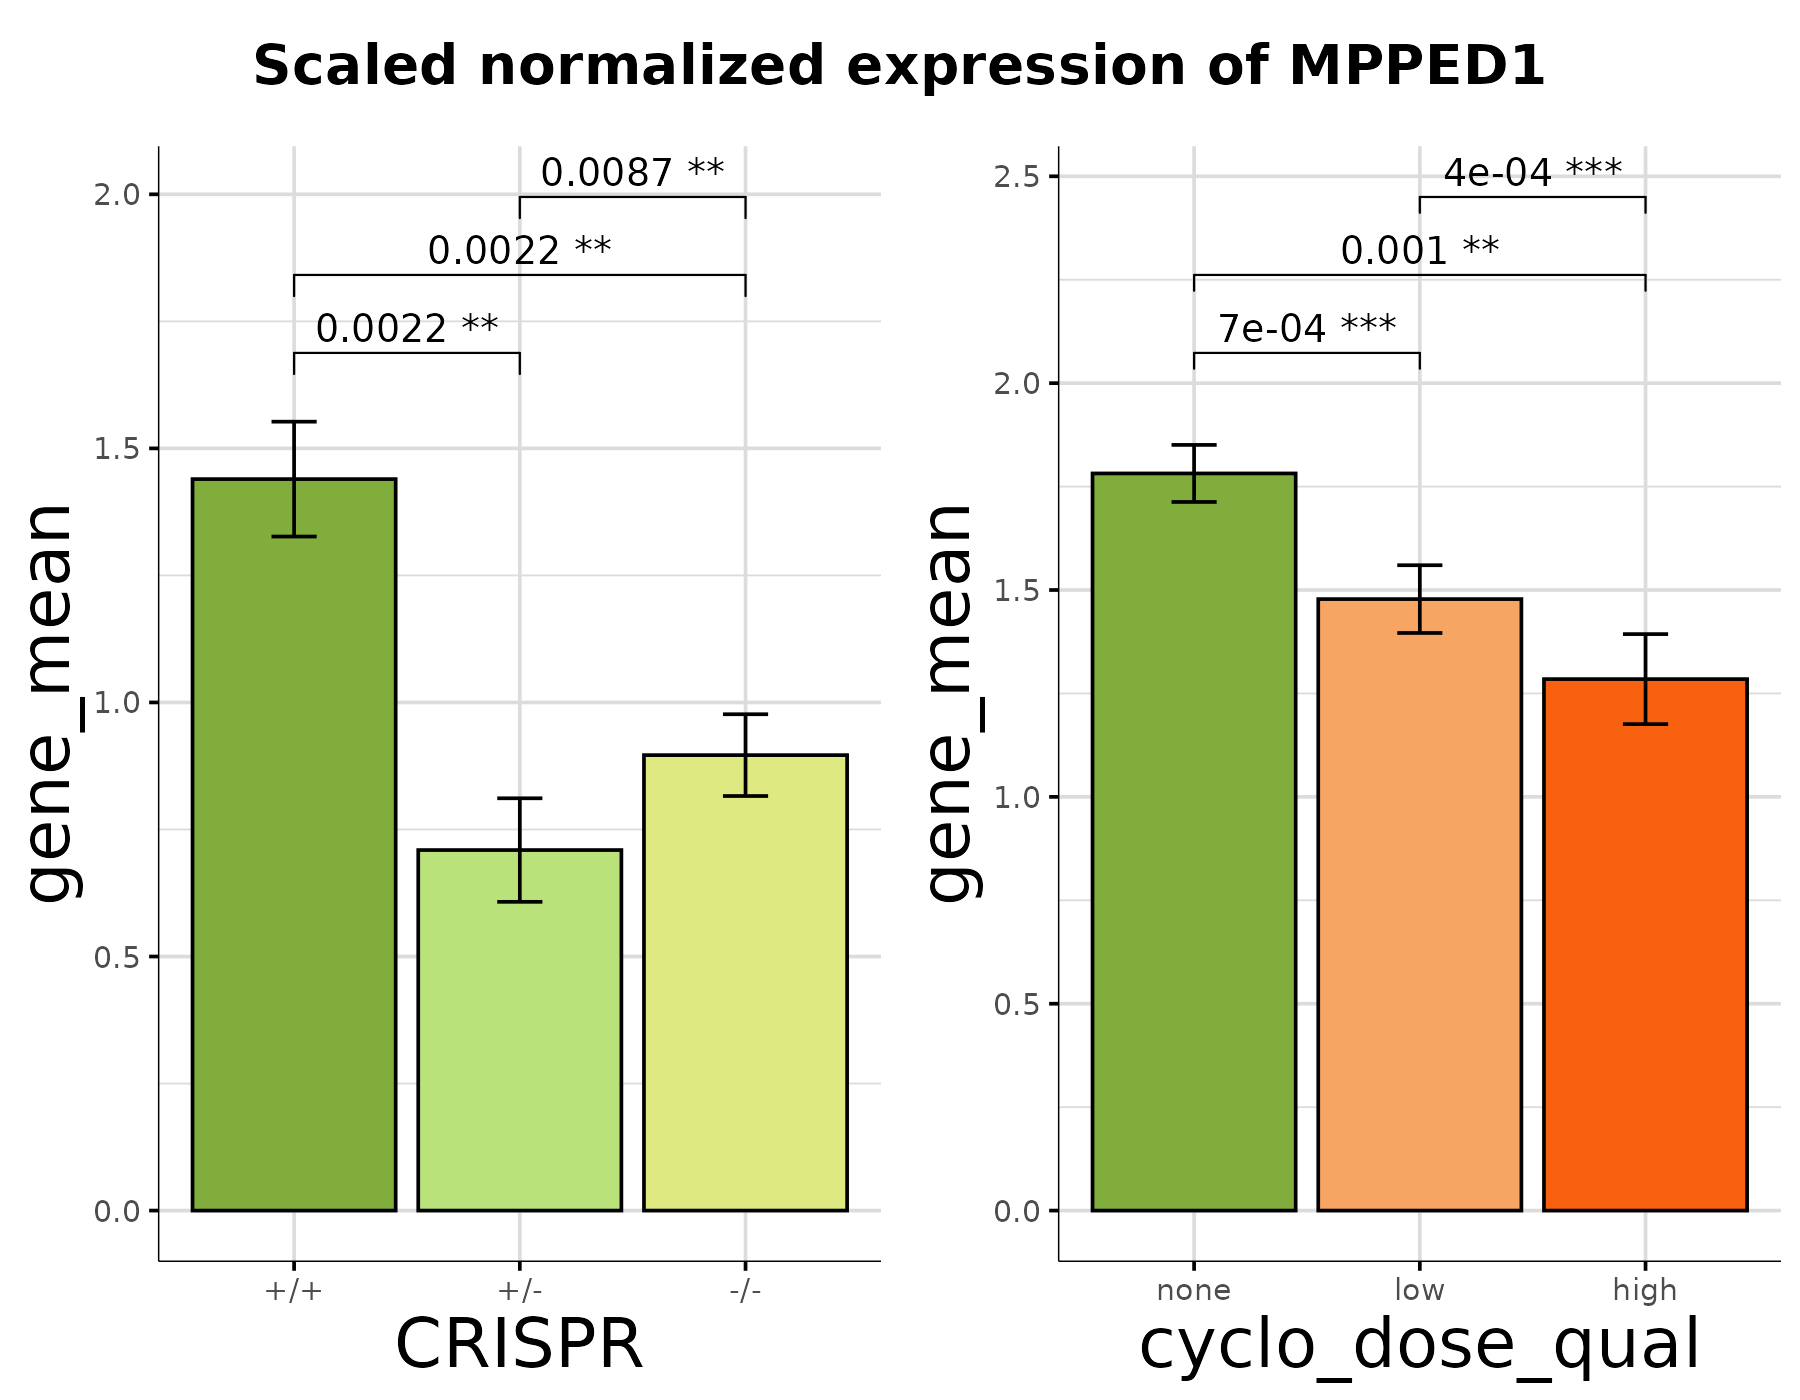 Scaled normalized expression of MPPED1
gene_mean
2.0
1.5
1.0
0.5
0.0
0.0087 **
0.0022 **
0.0022 **
+/+ +/- -/-
CRISPR
gene_mean
2.5
2.0
1.5
1.0
0.5
0.0
4e-04 ***
0.001 **
7e-04 ***
none low high
cyclo_dose_qual